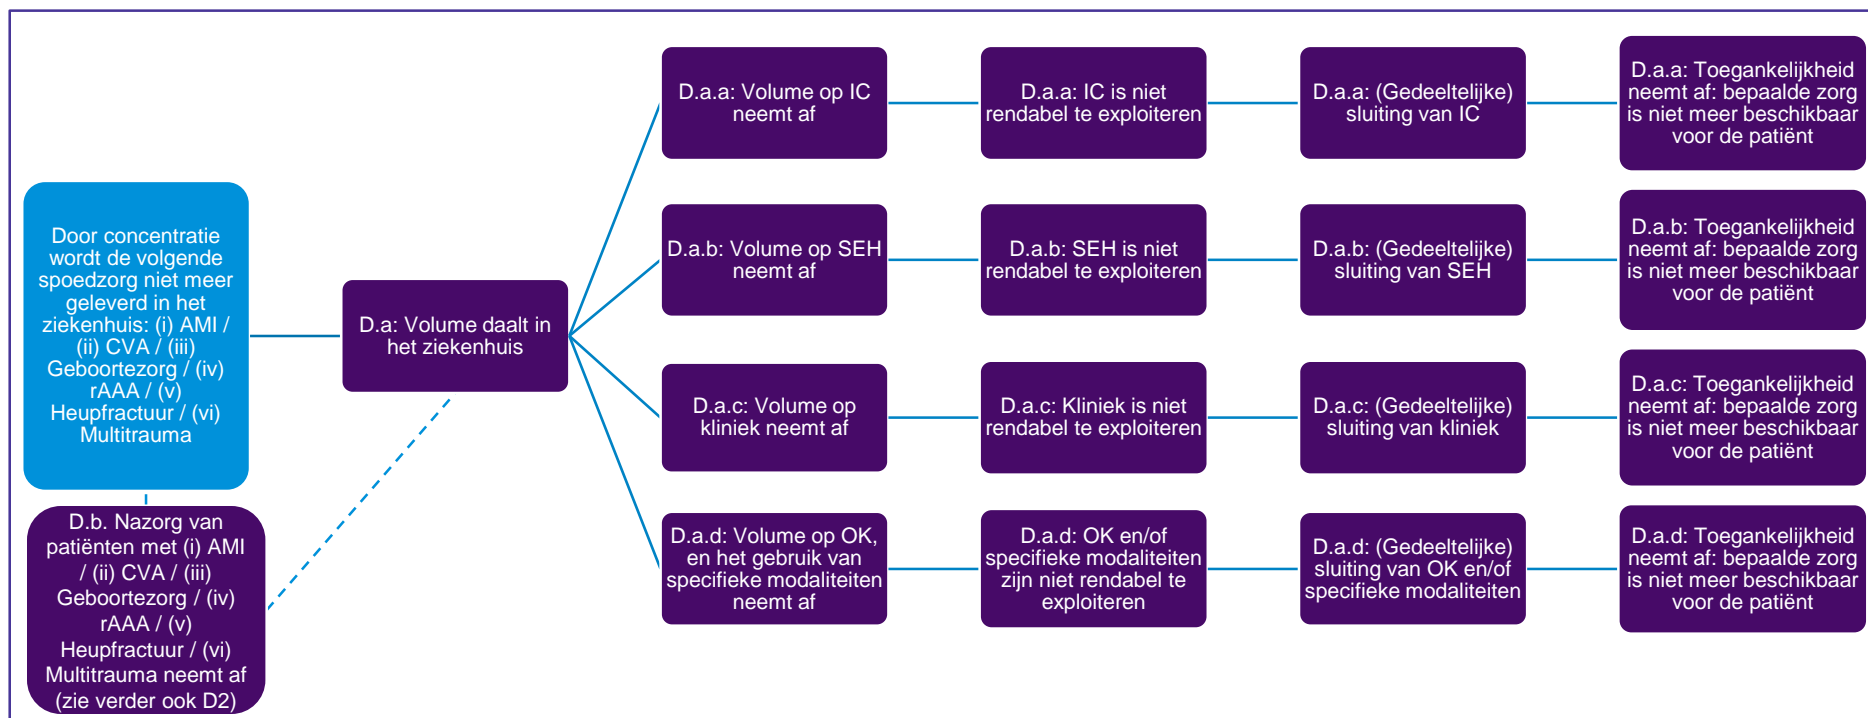 Door concentratie
wordt de volgende
spoedzorg niet meer
geleverd in het
ziekenhuis: (i) AMI /
(ii) CVA / (iii)
Geboortezorg / (iv)
rAAA / (v)
Heupfractuur / (vi)
Multitrauma
D.b. Nazorg van
patiënten met (i) AMI
/ (ii) CVA / (iii)
Geboortezorg / (iv)
rAAA / (v)
Heupfractuur / (vi)
Multitrauma neemt af
(zie verder ook D2)
D.a: Volume daalt in
het ziekenhuis
D.a.a: Volume op IC
neemt af
D.a.a: IC is niet
rendabel te exploiteren
D.a.a: (Gedeeltelijke)
sluiting van IC
D.a.a: Toegankelijkheid
neemt af: bepaalde zorg
is niet meer beschikbaar
voor de patiënt
D.a.b: Volume op SEH
neemt af
D.a.b: SEH is niet
rendabel te exploiteren
D.a.b: (Gedeeltelijke)
sluiting van SEH
D.a.b: Toegankelijkheid
neemt af: bepaalde zorg
is niet meer beschikbaar
voor de patiënt
D.a.c: Volume op
kliniek neemt af
D.a.c: Kliniek is niet
rendabel te exploiteren
D.a.c: (Gedeeltelijke)
sluiting van kliniek
D.a.c: Toegankelijkheid
neemt af: bepaalde zorg
is niet meer beschikbaar
voor de patiënt
D.a.d: Volume op OK,
en het gebruik van
specifieke modaliteiten
neemt af
D.a.d: OK en/of
specifieke modaliteiten
zijn niet rendabel te
exploiteren
D.a.d: (Gedeeltelijke)
sluiting van OK en/of
specifieke modaliteiten
D.a.d: Toegankelijkheid
neemt af: bepaalde zorg
is niet meer beschikbaar
voor de patiënt